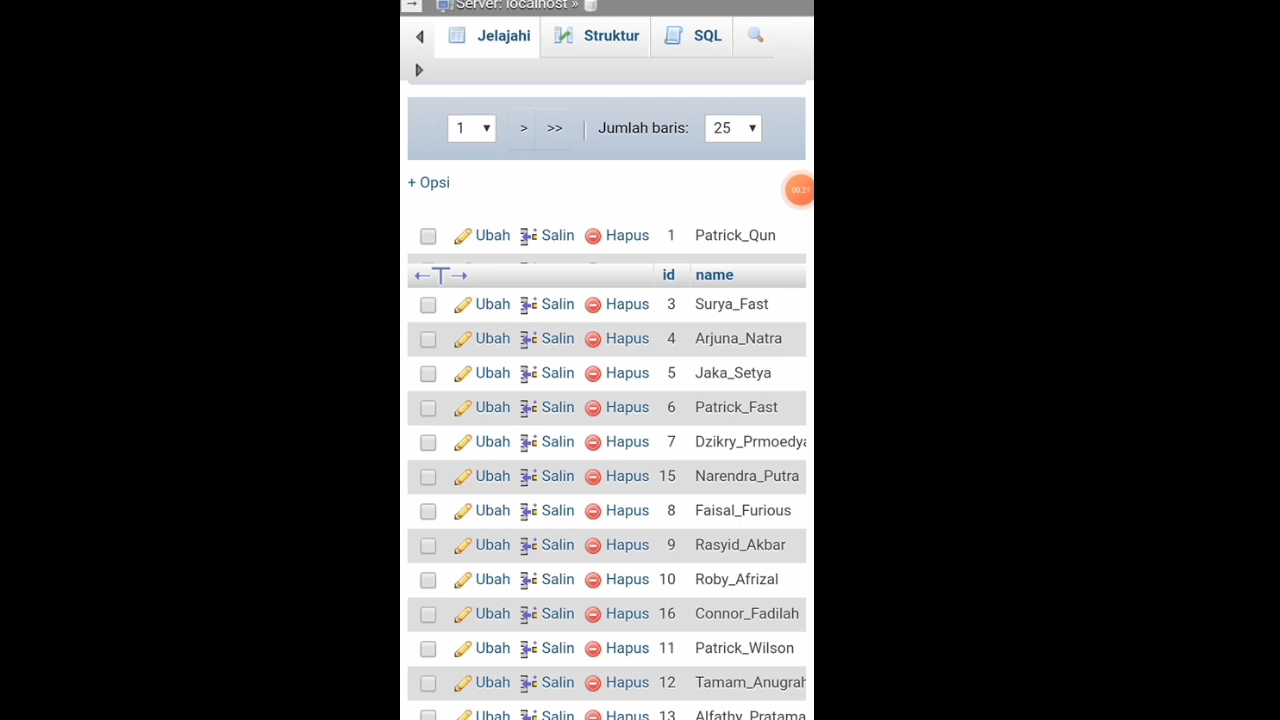 Server: localhost »
Jelajahi Struktur SQL
1 > >> Jumlah baris: 25
+ Opsi
00:21
Ubah Salin Hapus 1 Patrick_Qun
id name
Ubah Salin Hapus 3 Surya_Fast
Ubah Salin Hapus 4 Arjuna_Natra
Ubah Salin Hapus 5 Jaka_Setya
Ubah Salin Hapus 6 Patrick_Fast
Ubah Salin Hapus 7 Dzikry_Prmoedya
Ubah Salin Hapus 15 Narendra_Putra
Ubah Salin Hapus 8 Faisal_Furious
Ubah Salin Hapus 9 Rasyid_Akbar
Ubah Salin Hapus 10 Roby_Afrizal
Ubah Salin Hapus 16 Connor_Fadilah
Ubah Salin Hapus 11 Patrick_Wilson
Ubah Salin Hapus 12 Tamam_Anugrah
Ubah Salin Hapus 13 Alfathy_Pratama